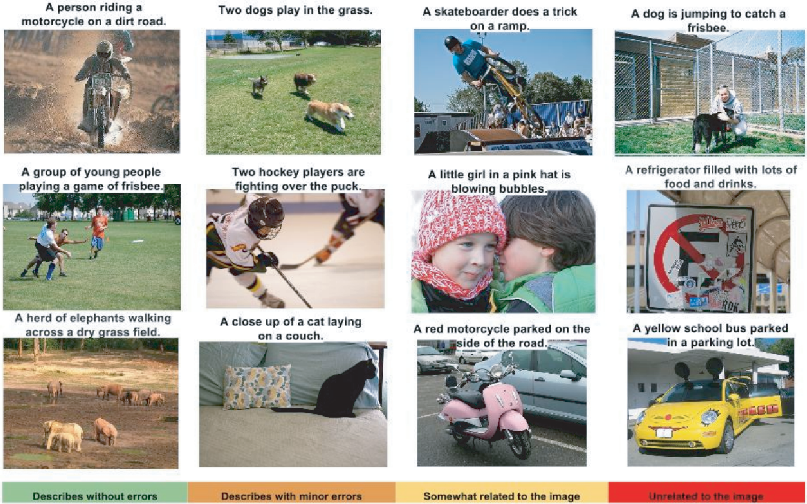 A person riding a
motorcycle on a dirt road.
Two dogs play in the grass.
A skateboarder does a trick
on a ramp.
A dog is jumping to catch a
frisbee.
A group of young people
playing a game of frisbee.
Two hockey players are
fighting over the puck.
A little girl in a pink hat is
blowing bubbles.
A refrigerator filled with lots of
food and drinks.
A herd of elephants walking
across a dry grass field.
A close up of a cat laying
on a couch.
A red motorcycle parked on the
side of the road.
A yellow school bus parked
in a parking lot.
Describes without errors
Describes with minor errors
Somewhat related to the image
Unrelated to the image